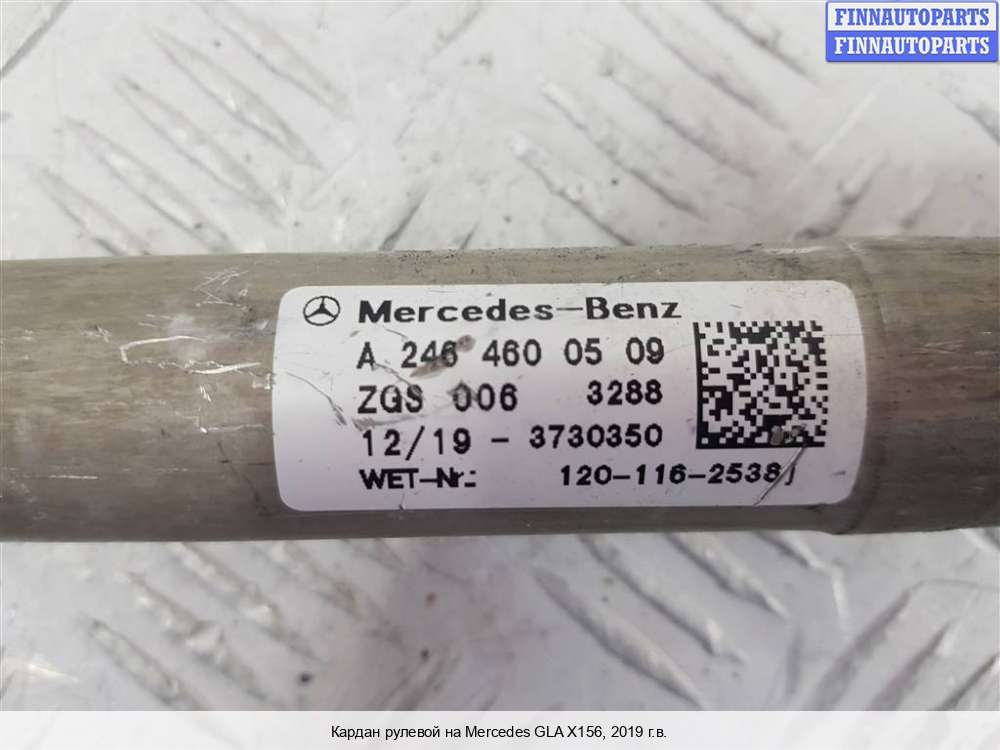 FINNAUTOPARTS
FINNAUTOPARTS
Mercedes-Benz
A 246 460 05 09
ZGS 006 3288
12/19 - 3730350
WET-Nr.: 120-116-2538
Кардан рулевой на Mercedes GLA X156, 2019 г.в.